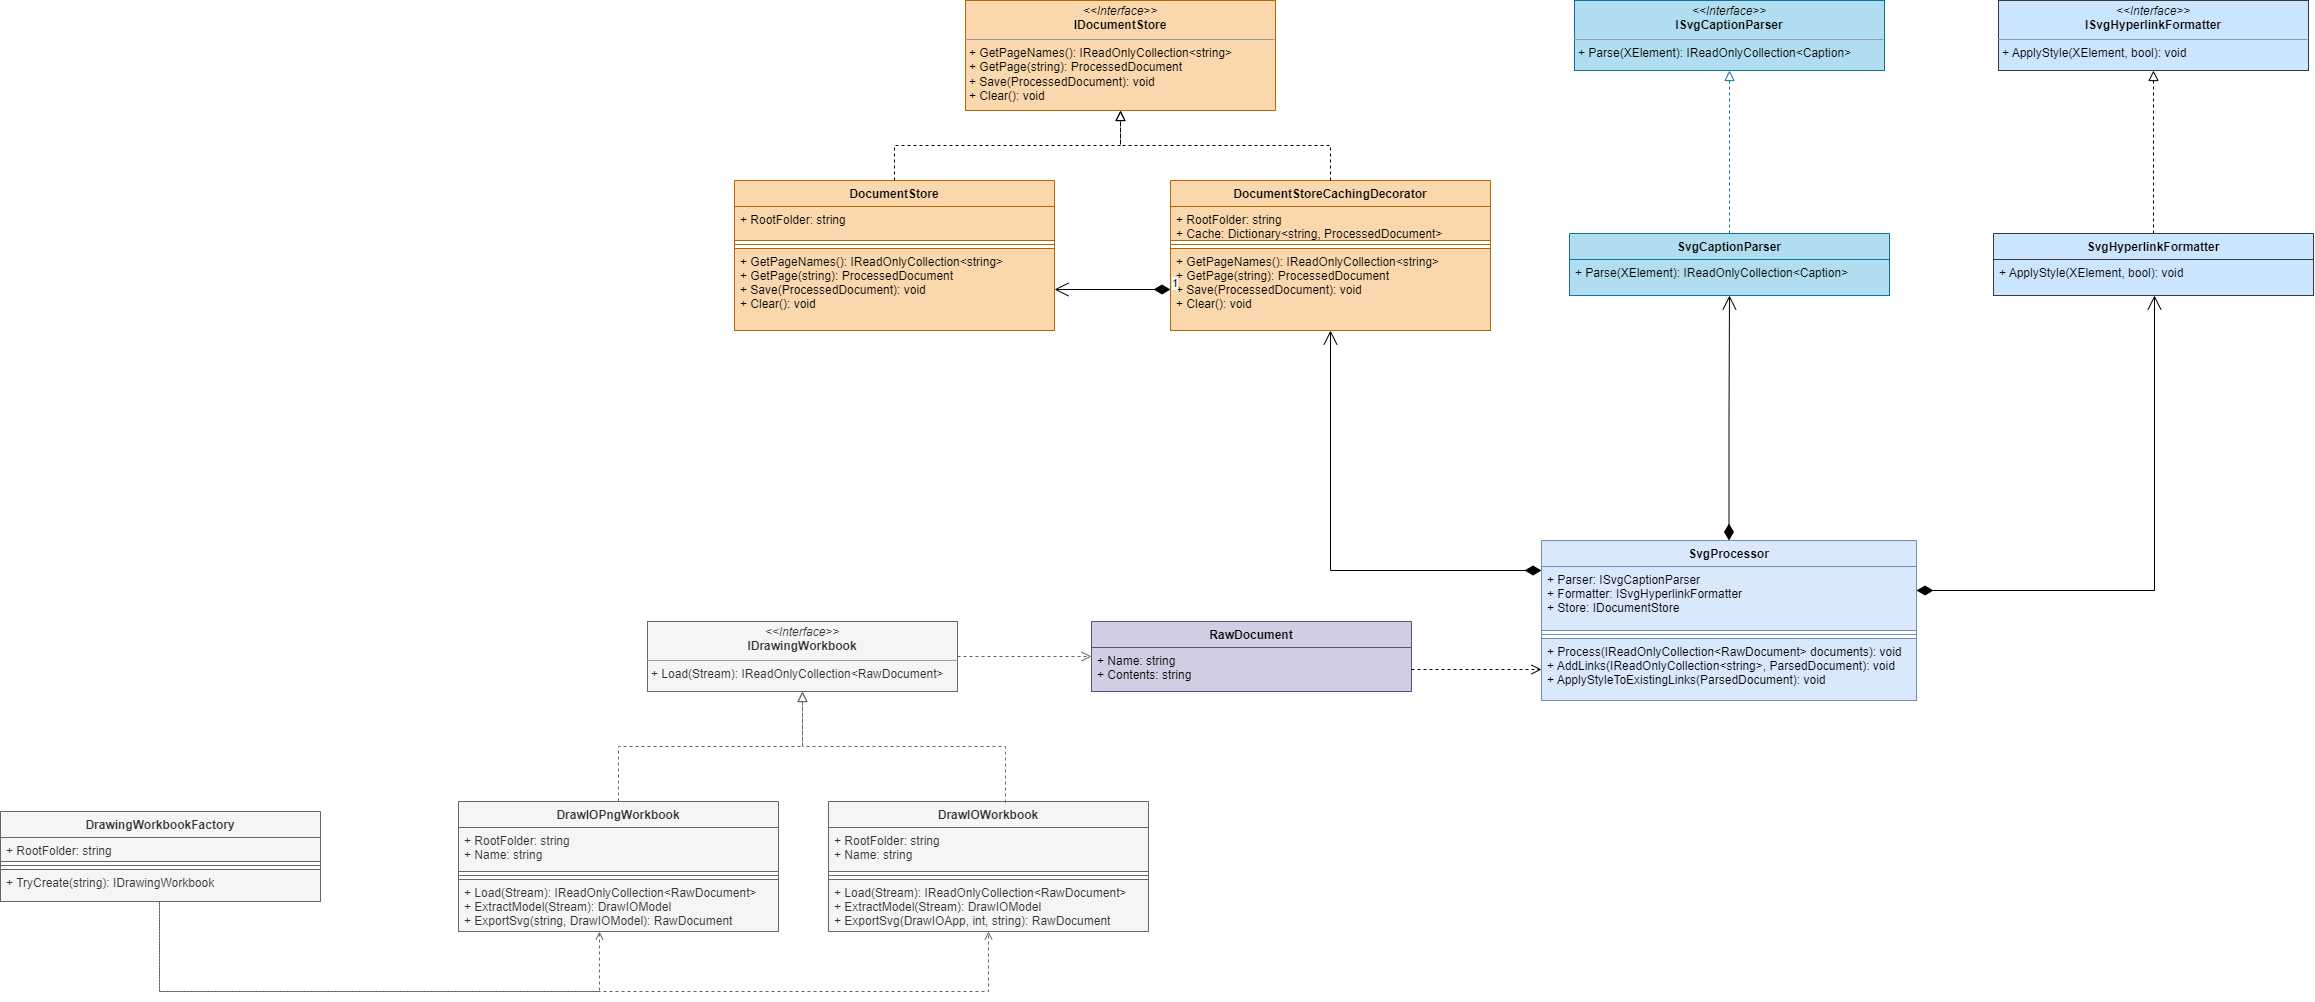 <<Interface>>
IDocumentStore
+ GetPageNames(): IReadOnlyCollection<string>
+ GetPage(string): ProcessedDocument
+ Save(ProcessedDocument): void
+ Clear(): void
<<Interface>>
ISvgCaptionParser
+ Parse(XElement): IReadOnlyCollection<Caption>
<<Interface>>
ISvgHyperlinkFormatter
+ ApplyStyle(XElement, bool): void
DocumentStore
+ RootFolder: string
+ GetPageNames(): IReadOnlyCollection<string>
+ GetPage(string): ProcessedDocument
+ Save(ProcessedDocument): void
+ Clear(): void
DocumentStoreCachingDecorator
+ RootFolder: string
+ Cache: Dictionary<string, ProcessedDocument>
+ GetPageNames(): IReadOnlyCollection<string>
+ GetPage(string): ProcessedDocument
1
+ Save(ProcessedDocument): void
+ Clear(): void
SvgCaptionParser
+ Parse(XElement): IReadOnlyCollection<Caption>
SvgHyperlinkFormatter
+ ApplyStyle(XElement, bool): void
SvgProcessor
+ Parser: ISvgCaptionParser
+ Formatter: ISvgHyperlinkFormatter
+ Store: IDocumentStore
+ Process(IReadOnlyCollection<RawDocument> documents): void
+ AddLinks(IReadOnlyCollection<string>, ParsedDocument): void
+ ApplyStyleToExistingLinks(ParsedDocument): void
<<Interface>>
IDrawingWorkbook
+ Load(Stream): IReadOnlyCollection<RawDocument>
RawDocument
+ Name: string
+ Contents: string
DrawingWorkbookFactory
+ RootFolder: string
+ TryCreate(string): IDrawingWorkbook
DrawIOPngWorkbook
+ RootFolder: string
+ Name: string
+ Load(Stream): IReadOnlyCollection<RawDocument>
+ ExtractModel(Stream): DrawIOModel
+ ExportSvg(string, DrawIOModel): RawDocument
DrawIOWorkbook
+ RootFolder: string
+ Name: string
+ Load(Stream): IReadOnlyCollection<RawDocument>
+ ExtractModel(Stream): DrawIOModel
+ ExportSvg(DrawIOApp, int, string): RawDocument